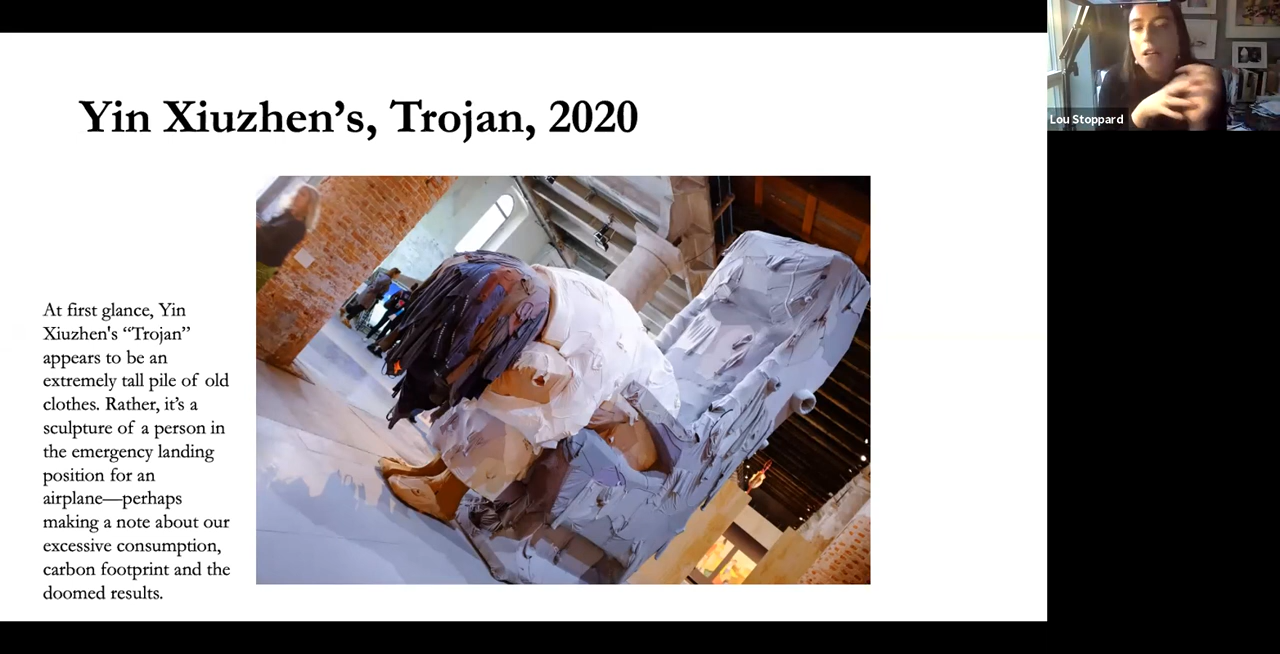 Yin Xiuzhen’s, Trojan, 2020
At first glance, Yin
Xiuzhen's “Trojan”
appears to be an
extremely tall pile of old
clothes. Rather, it’s a
sculpture of a person in
the emergency landing
position for an
airplane—perhaps
making a note about our
excessive consumption,
carbon footprint and the
doomed results.
Lou Stoppard